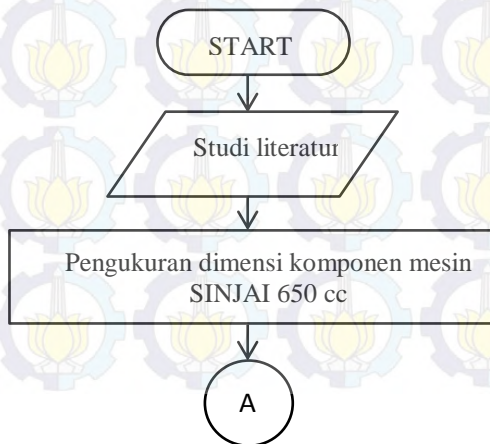 START
Studi literatur
Pengukuran dimensi komponen mesin
SINJAI 650 cc
A